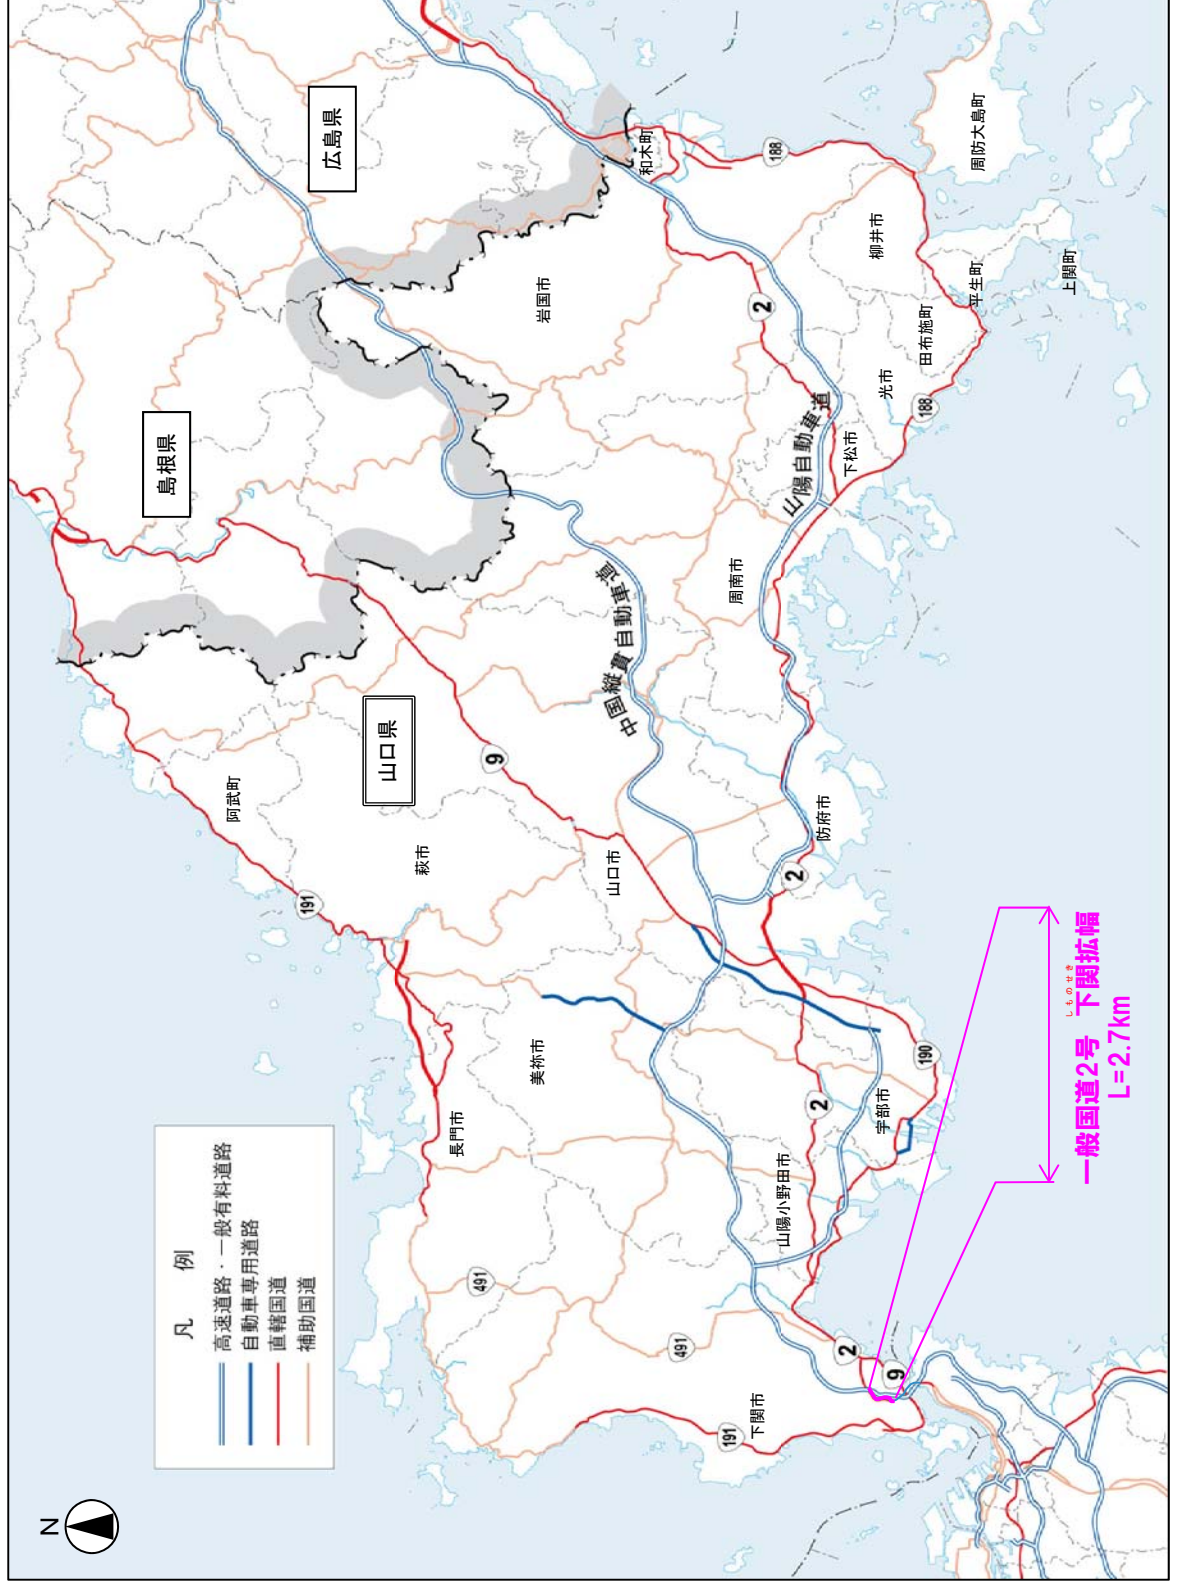 N
凡 例
高速道路・一般有料道路
自動車専用道路
直轄国道
補助国道
島根県
広島県
山口県
阿武町
萩市
長門市
美祢市
山口市
下関市
山陽小野田市
宇部市
防府市
周南市
下松市
光市
岩国市
和木町
柳井市
田布施町
平生町
上関町
周防大島町
中国縦貫自動車道
山陽自動車道
191
191
491
491
9
9
2
2
2
2
190
188
188
しものせき
一般国道2号 下関拡幅
L=2.7km